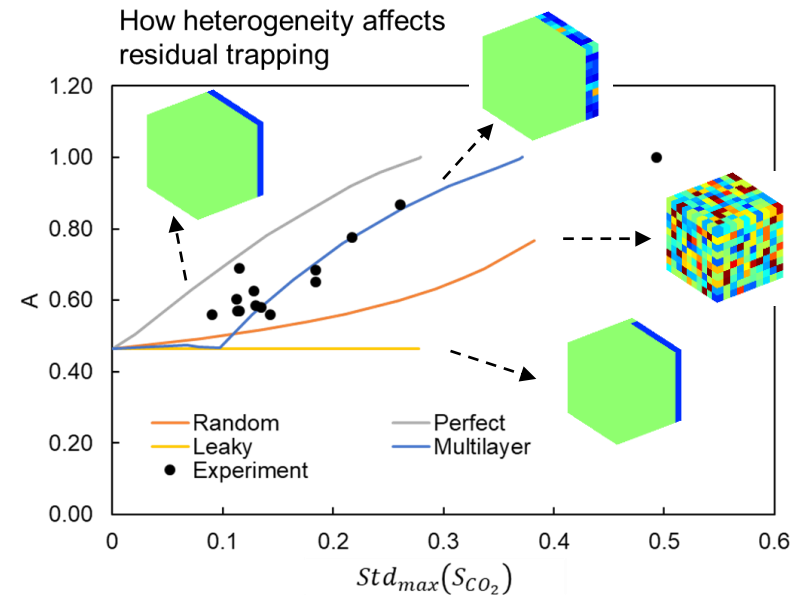 How heterogeneity affects
residual trapping
1.20
1.00
0.80
0.60
0.40
0.20
0.00
A
Random
Perfect
Leaky
Multilayer
Experiment
0 0.1 0.2 0.3 0.4 0.5 0.6
Std_max(S_CO₂)